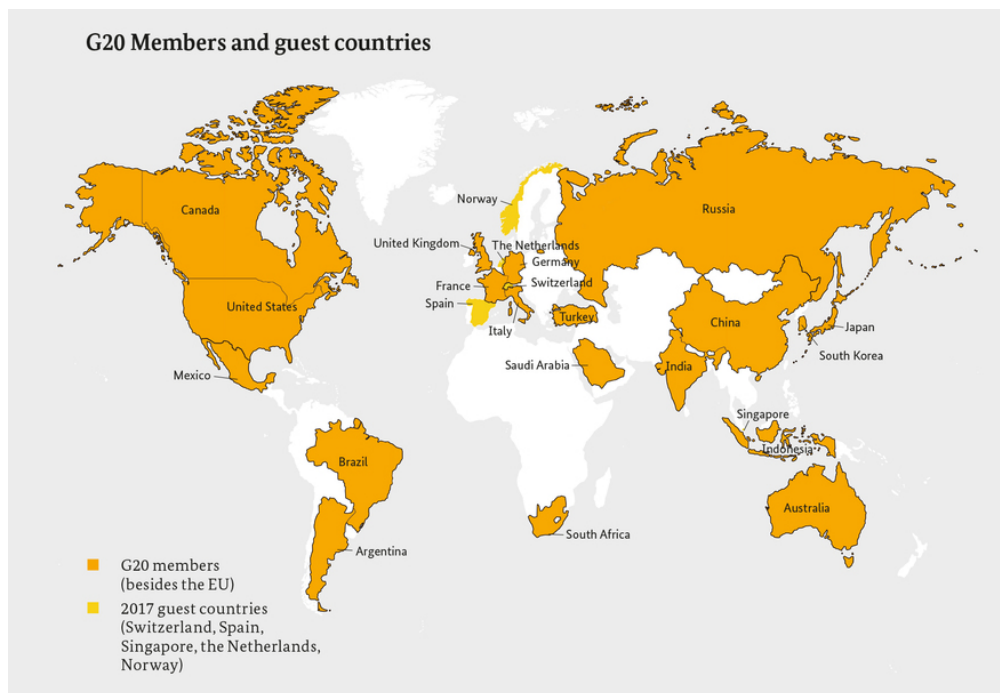 G20 Members and guest countries
Canada
Norway
Russia
United Kingdom
The Netherlands
Germany
Switzerland
France
Spain
Italy
Turkey
United States
China
Japan
South Korea
Mexico
Saudi Arabia
India
Singapore
Indonesia
Brazil
Australia
South Africa
Argentina
G20 members
(besides the EU)
2017 guest countries
(Switzerland, Spain,
Singapore, the Netherlands,
Norway)